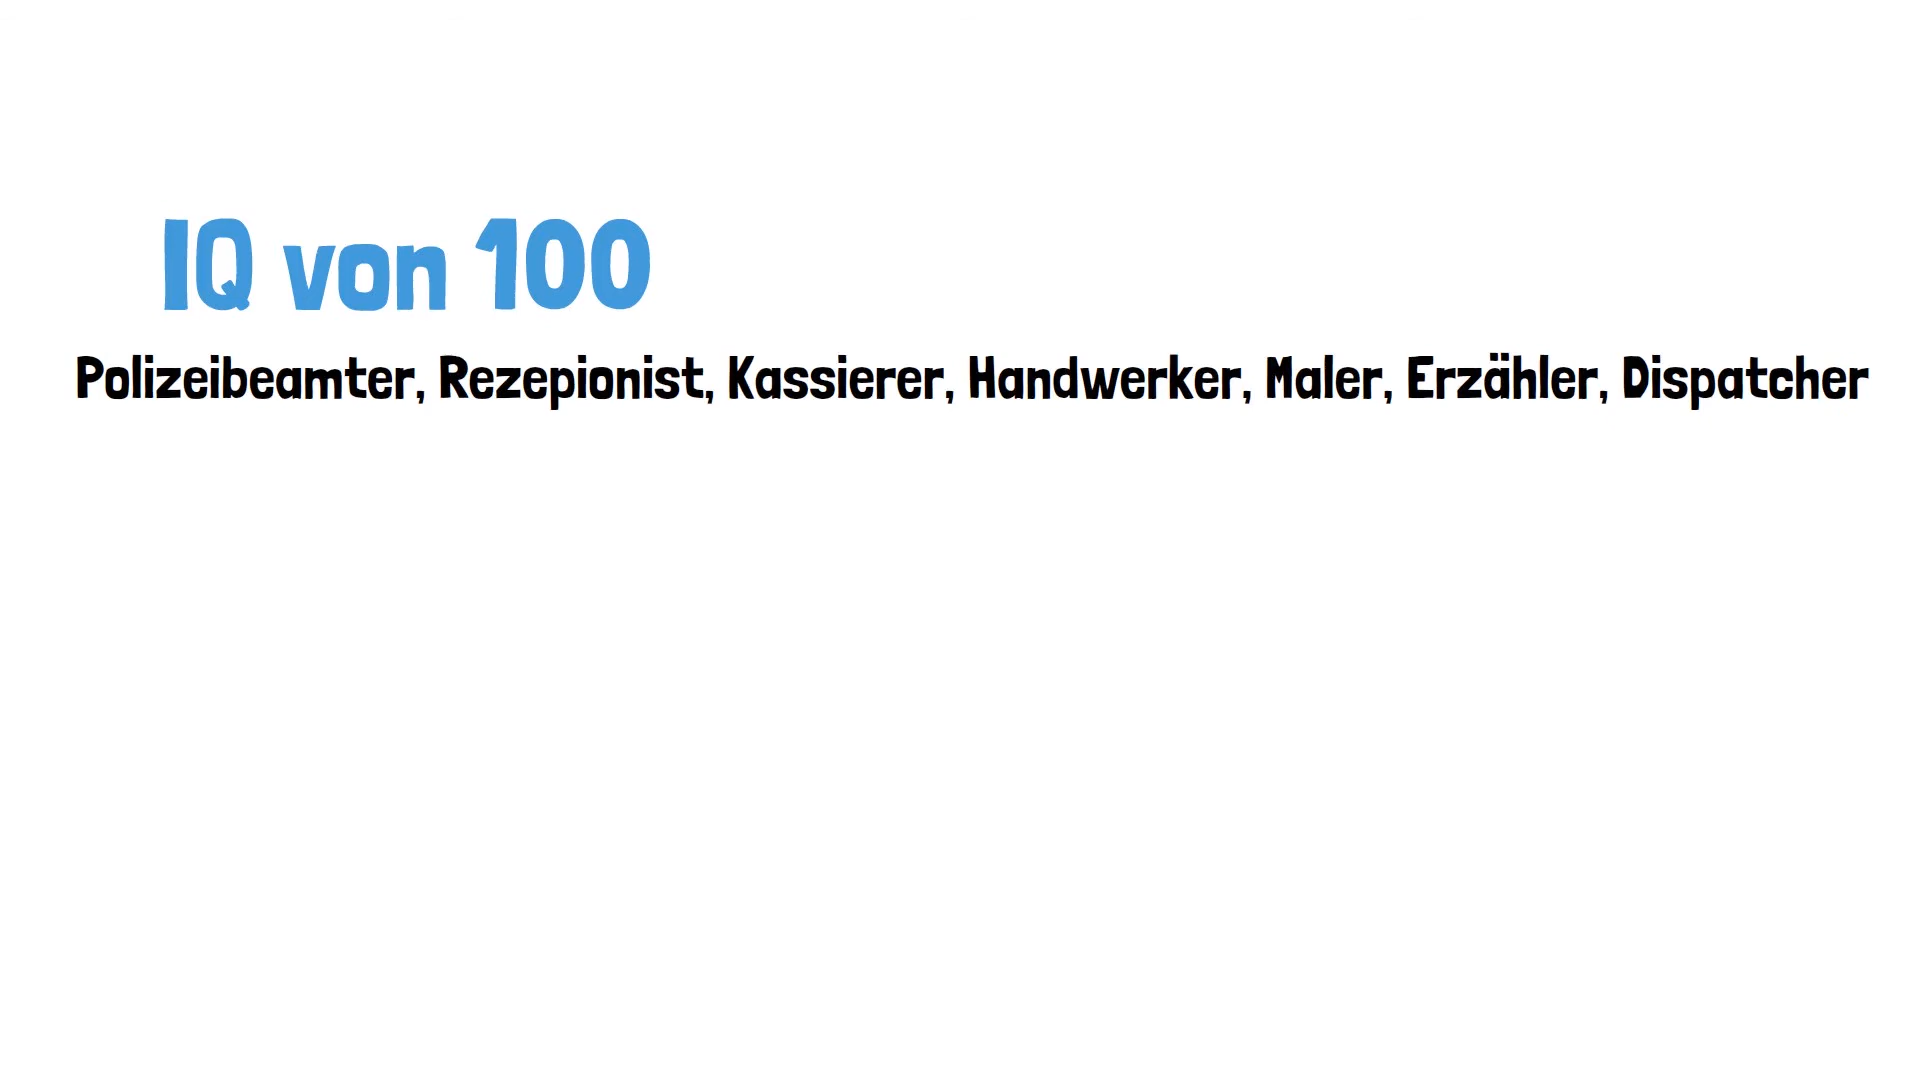 IQ von 100
Polizeibeamter, Rezepionist, Kassierer, Handwerker, Maler, Erzähler, Dispatcher